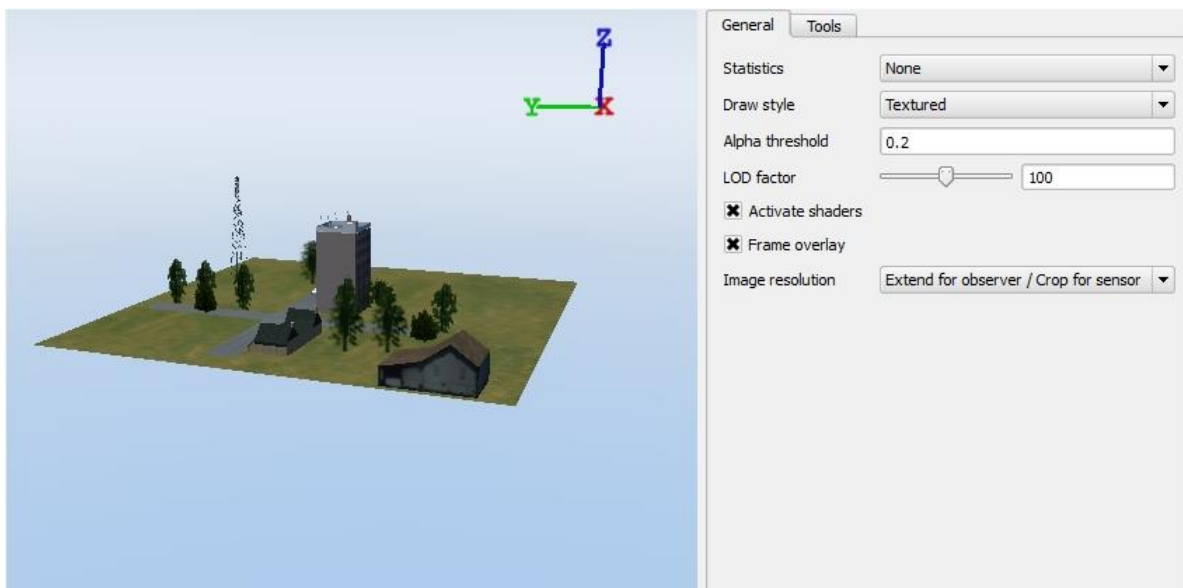 Z
Y X
General Tools
Statistics None
Draw style Textured
Alpha threshold 0.2
LOD factor 100
Activate shaders
Frame overlay
Image resolution Extend for observer / Crop for sensor